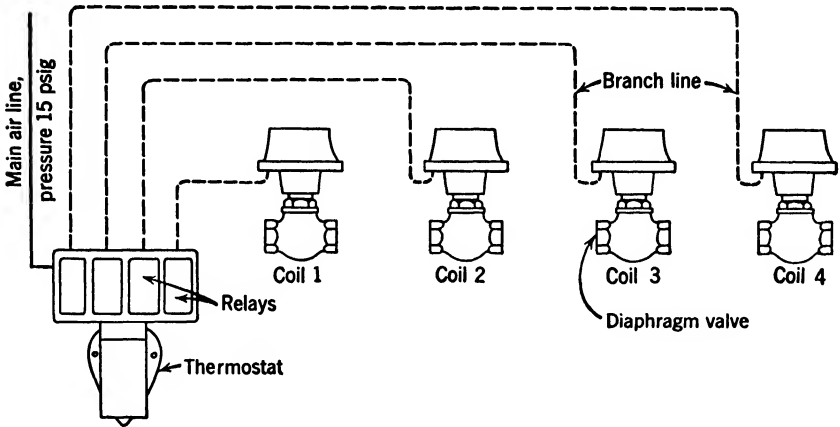 Main air line,
pressure 15 psig
Branch line
Coil 1
Coil 2
Coil 3
Coil 4
Relays
Diaphragm valve
Thermostat